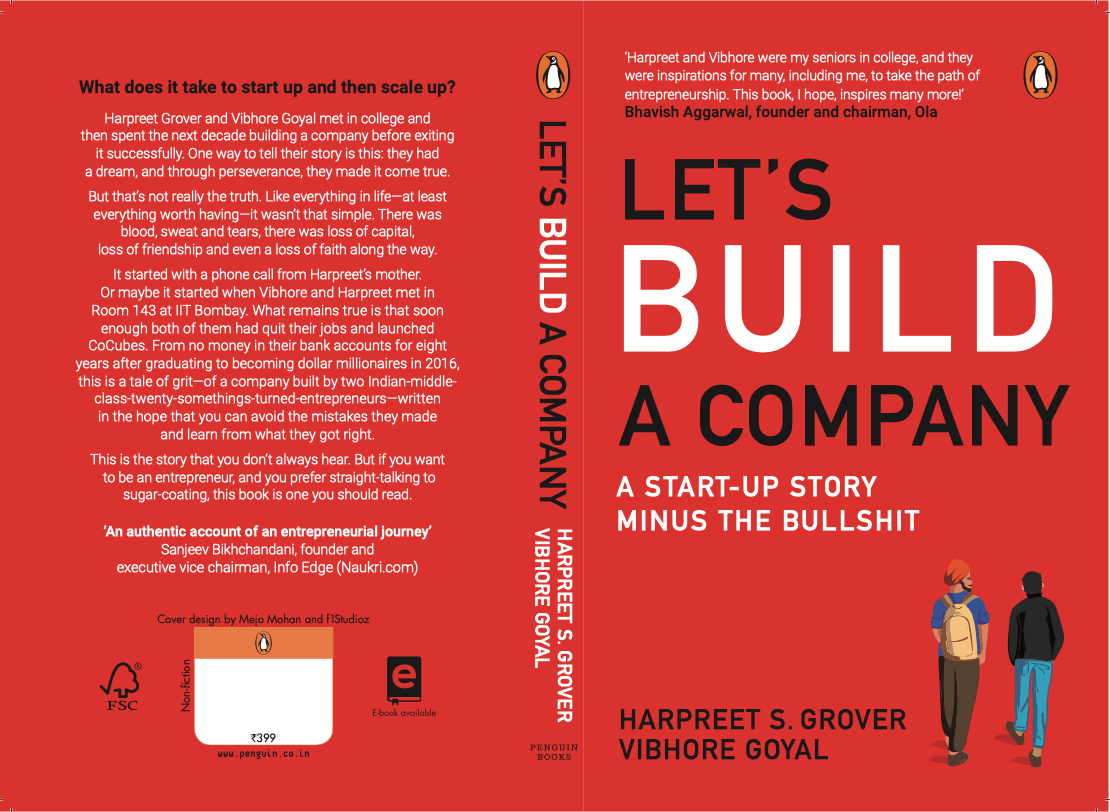 What does it take to start up and then scale up?
Harpreet Grover and Vibhore Goyal met in college and
then spent the next decade building a company before exiting
it successfully. One way to tell their story is this: they had
a dream, and through perseverance, they made it come true.
But that's not really the truth. Like everything in life—at least
everything worth having—it wasn't that simple. There was
blood, sweat and tears, there was loss of capital,
loss of friendship and even a loss of faith along the way.
It started with a phone call from Harpreet's mother.
Or maybe it started when Vibhore and Harpreet met in
Room 143 at IIT Bombay. What remains true is that soon
enough both of them had quit their jobs and launched
CoCubes. From no money in their bank accounts for eight
years after graduating to becoming dollar millionaires in 2016,
this is a tale of grit—of a company built by two Indian-middle-
class-twenty-somethings-turned-entrepreneurs—written
in the hope that you can avoid the mistakes they made
and learn from what they got right.
This is the story that you don't always hear. But if you want
to be an entrepreneur, and you prefer straight-talking to
sugar-coating, this book is one you should read.
'An authentic account of an entrepreneurial journey'
Sanjeev Bikhchandani, founder and
executive vice chairman, Info Edge (Naukri.com)
Cover design by Mejo Mohan and f1Studioz
®
FSC
Non-fiction
₹399
www.penguin.co.in
e
E-book available
LET'S BUILD A COMPANY
HARPREET S. GROVER
VIBHORE GOYAL
PENGUIN
BOOKS
'Harpreet and Vibhore were my seniors in college, and they
were inspirations for many, including me, to take the path of
entrepreneurship. This book, I hope, inspires many more!'
Bhavish Aggarwal, founder and chairman, Ola
LET'S
BUILD
A COMPANY
A START-UP STORY
MINUS THE BULLSHIT
HARPREET S. GROVER
VIBHORE GOYAL